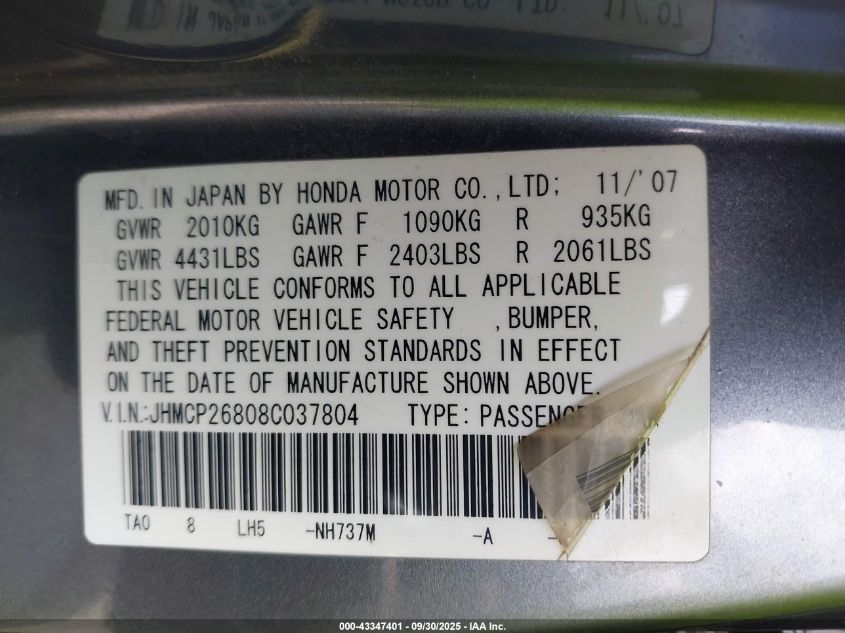 MFD. IN JAPAN BY HONDA MOTOR CO., LTD; 11/'07
GVWR 2010KG GAWR F 1090KG R 935KG
GVWR 4431LBS GAWR F 2403LBS R 2061LBS
THIS VEHICLE CONFORMS TO ALL APPLICABLE
FEDERAL MOTOR VEHICLE SAFETY , BUMPER,
AND THEFT PREVENTION STANDARDS IN EFFECT
ON THE DATE OF MANUFACTURE SHOWN ABOVE.
V.I.N.:JHMCP26808C037804 TYPE: PASSENGE
TA0 8 LH5 -NH737M -A -
000-43347401 - 09/30/2025 - IAA Inc.